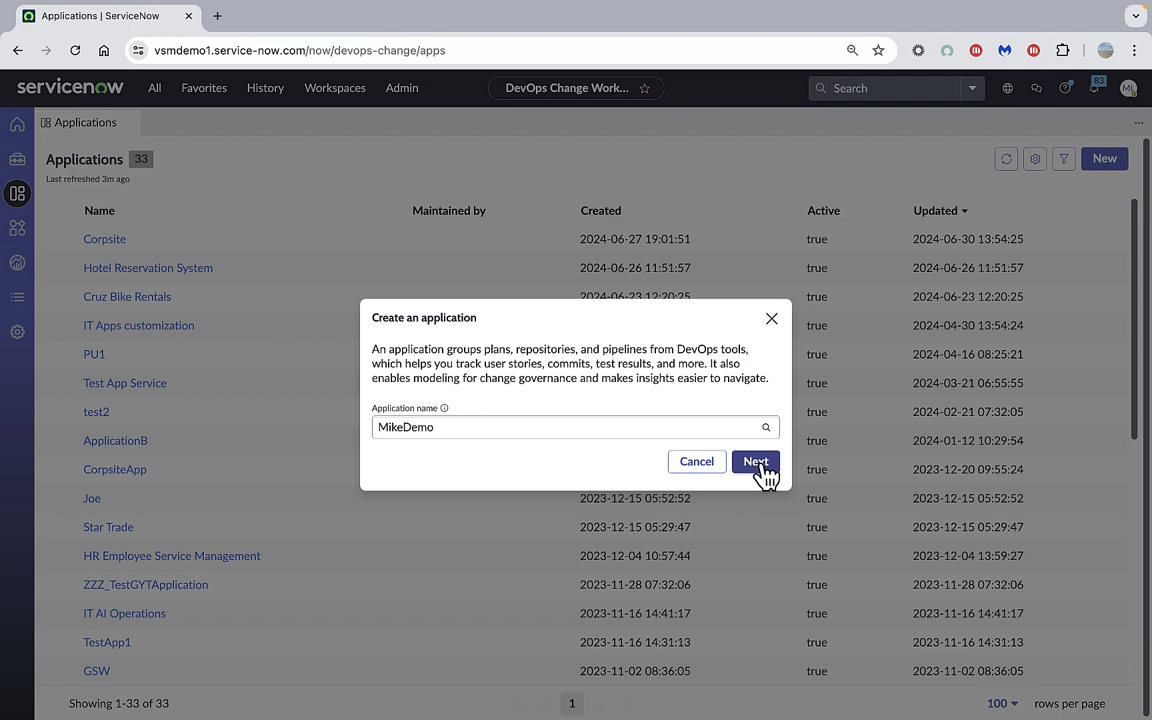 Applications | ServiceNow
vsmdemo1.service-now.com/now/devops-change/apps
servicenow All Favorites History Workspaces Admin DevOps Change Work... Search 83 ML
Applications
Applications 33 New
Last refreshed 3m ago
Name Maintained by Created Active Updated
Corpsite 2024-06-27 19:01:51 true 2024-06-30 13:54:25
Hotel Reservation System 2024-06-26 11:51:57 true 2024-06-26 11:51:57
Cruz Bike Rentals 2024-06-23 12:20:25 true 2024-06-23 12:20:25
IT Apps customization true 2024-04-30 13:54:24
PU1 true 2024-04-16 08:25:21
Test App Service true 2024-03-21 06:55:55
test2 true 2024-02-21 07:32:05
ApplicationB true 2024-01-12 10:29:54
CorpsiteApp true 2023-12-20 09:55:24
Joe 2023-12-15 05:52:52 true 2023-12-15 05:52:52
Star Trade 2023-12-15 05:29:47 true 2023-12-15 05:29:47
HR Employee Service Management 2023-12-04 10:57:44 true 2023-12-04 13:59:27
ZZZ_TestGYTApplication 2023-11-28 07:32:06 true 2023-11-28 07:32:06
IT AI Operations 2023-11-16 14:41:17 true 2023-11-16 14:41:17
TestApp1 2023-11-16 14:31:13 true 2023-11-16 14:31:13
GSW 2023-11-02 08:36:05 true 2023-11-02 08:36:05
Showing 1-33 of 33 1 100 rows per page
Create an application
An application groups plans, repositories, and pipelines from DevOps tools,
which helps you track user stories, commits, test results, and more. It also
enables modeling for change governance and makes insights easier to navigate.
Application name
MikeDemo
Cancel Next